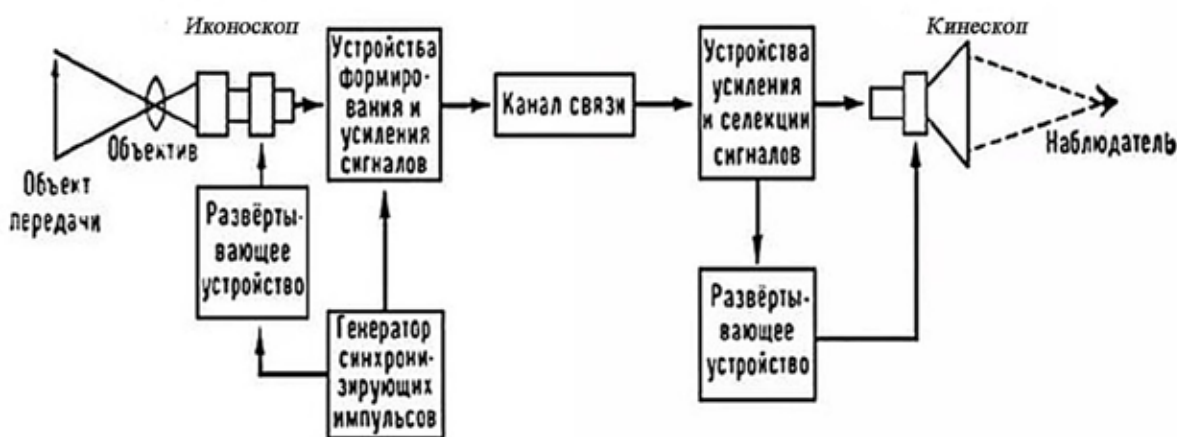 Иконоскоп
Устройства
формиро-
вания и
усиления
сигналов
Канал связи
Устройства
усиления
и селекции
сигналов
Кинескоп
Наблюдатель
Объектив
Объект
передачи
Развёрты-
вающее
устройство
Генератор
синхрони-
зирующих
импульсов
Развёрты-
вающее
устройство